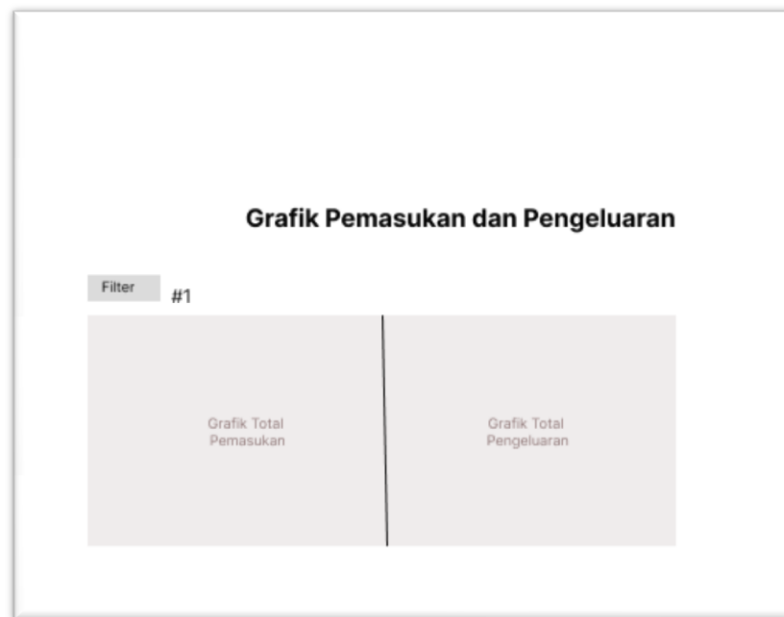 Grafik Pemasukan dan Pengeluaran
Filter
#1
Grafik Total
Pemasukan
Grafik Total
Pengeluaran